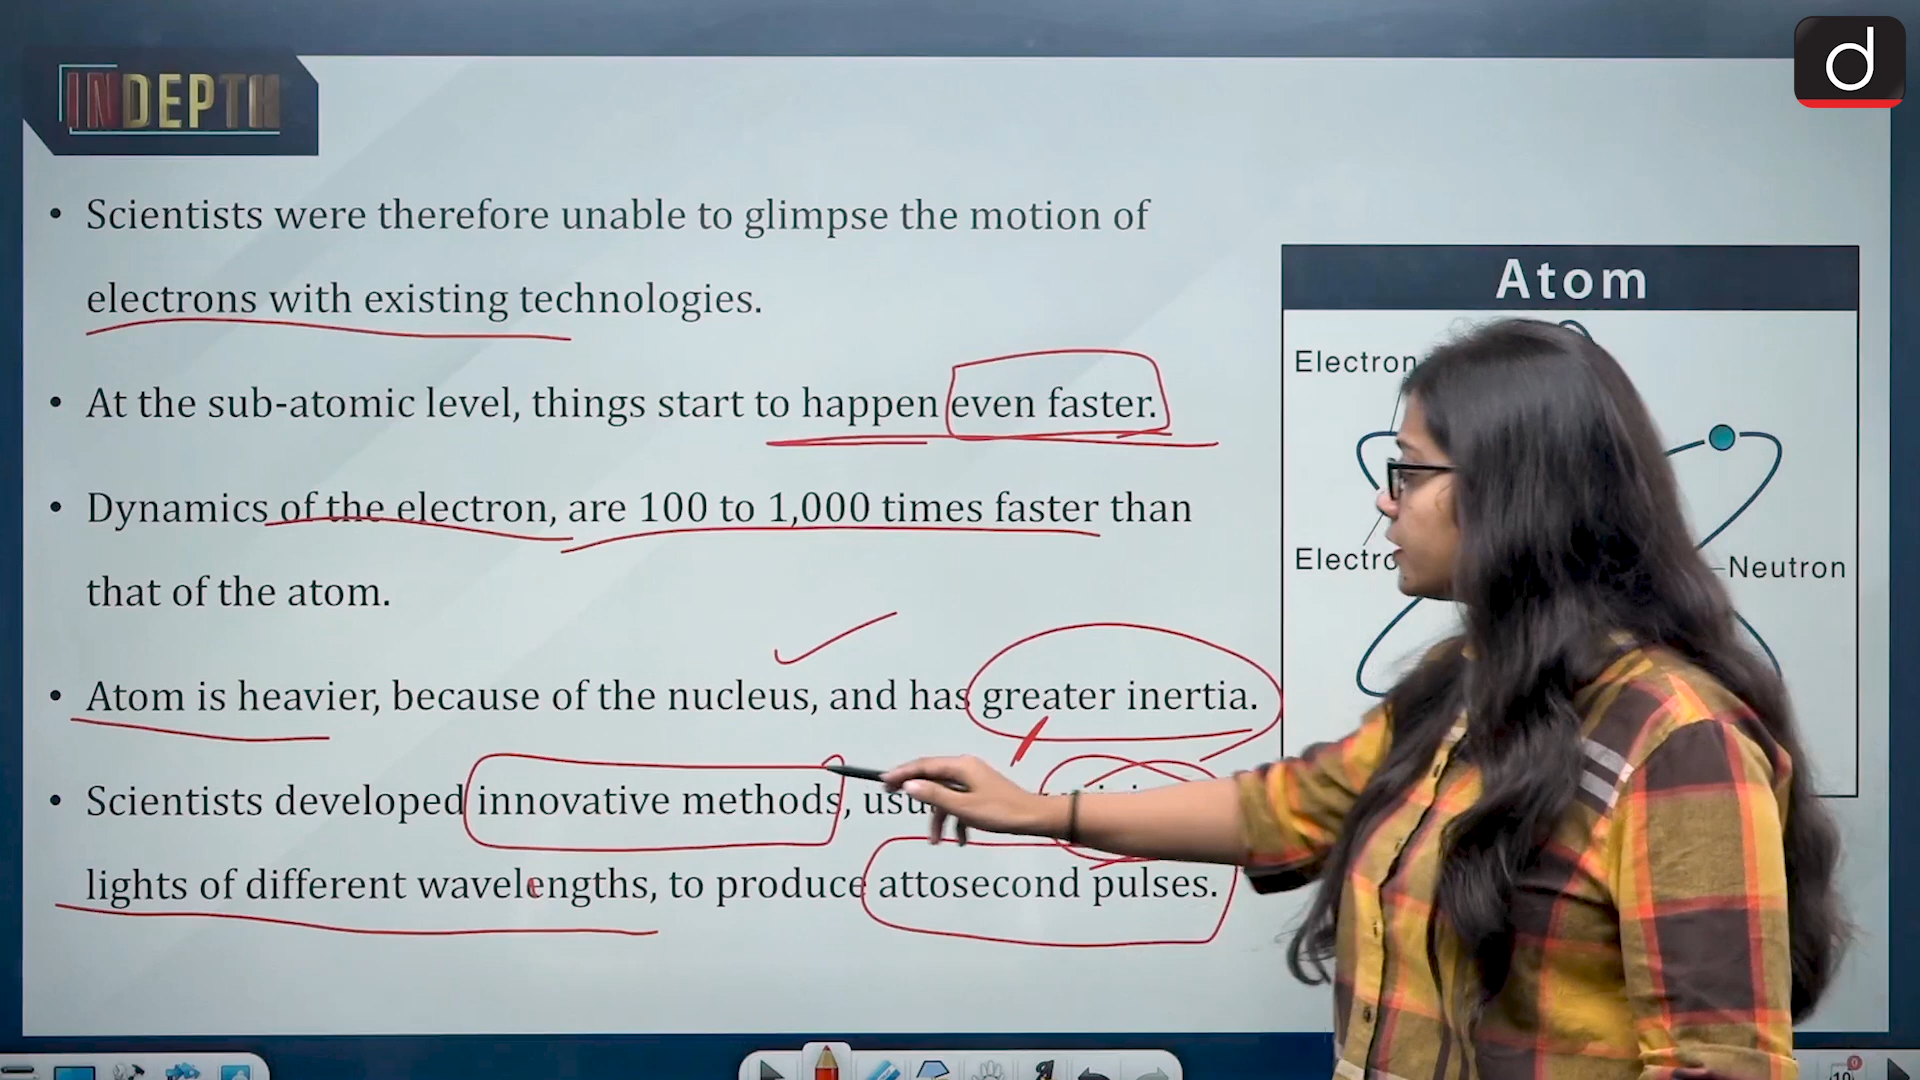 INDEPTH
d
• Scientists were therefore unable to glimpse the motion of
electrons with existing technologies.
• At the sub-atomic level, things start to happen even faster.
• Dynamics of the electron, are 100 to 1,000 times faster than
that of the atom.
• Atom is heavier, because of the nucleus, and has greater inertia.
• Scientists developed innovative methods,
lights of different wavelengths, to produce attosecond pulses.
Atom
Electron
Neutron